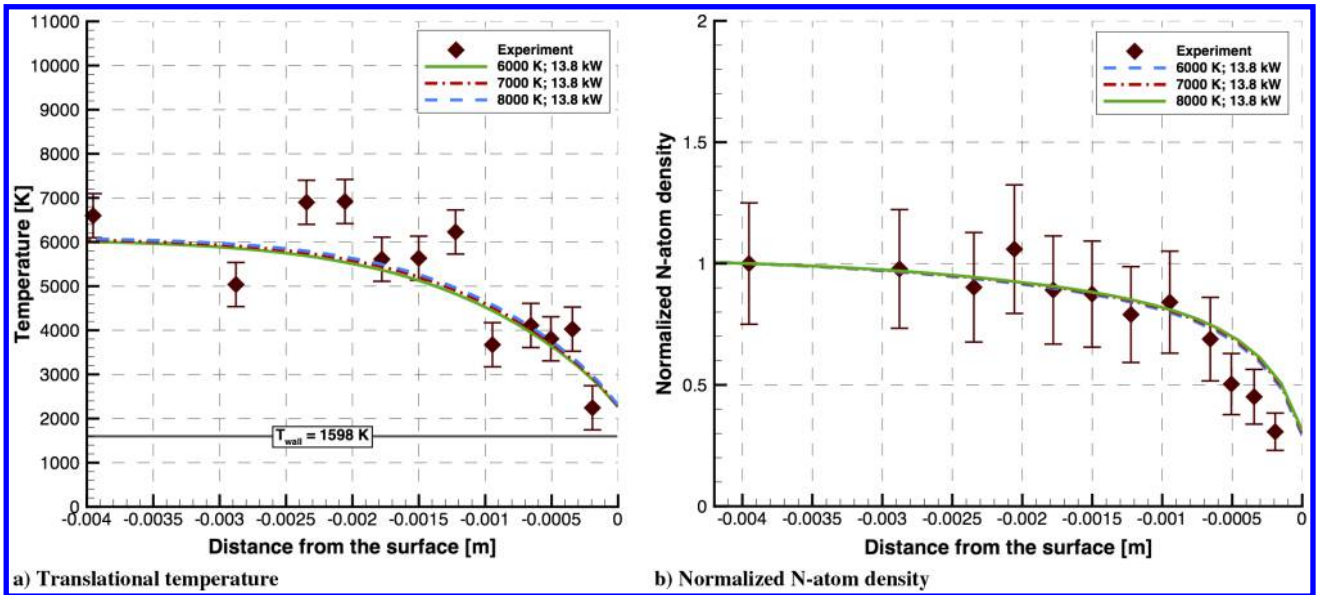 11000
10000
9000
8000
7000
6000
5000
4000
3000
2000
1000
0
Temperature [K]
Experiment
6000 K; 13.8 kW
7000 K; 13.8 kW
8000 K; 13.8 kW
Twall = 1598 K
-0.004 -0.0035 -0.003 -0.0025 -0.002 -0.0015 -0.001 -0.0005 0
Distance from the surface [m]
a) Translational temperature
2
1.5
1
0.5
0
Normalized N-atom density
Experiment
6000 K; 13.8 kW
7000 K; 13.8 kW
8000 K; 13.8 kW
-0.004 -0.0035 -0.003 -0.0025 -0.002 -0.0015 -0.001 -0.0005 0
Distance from the surface [m]
b) Normalized N-atom density